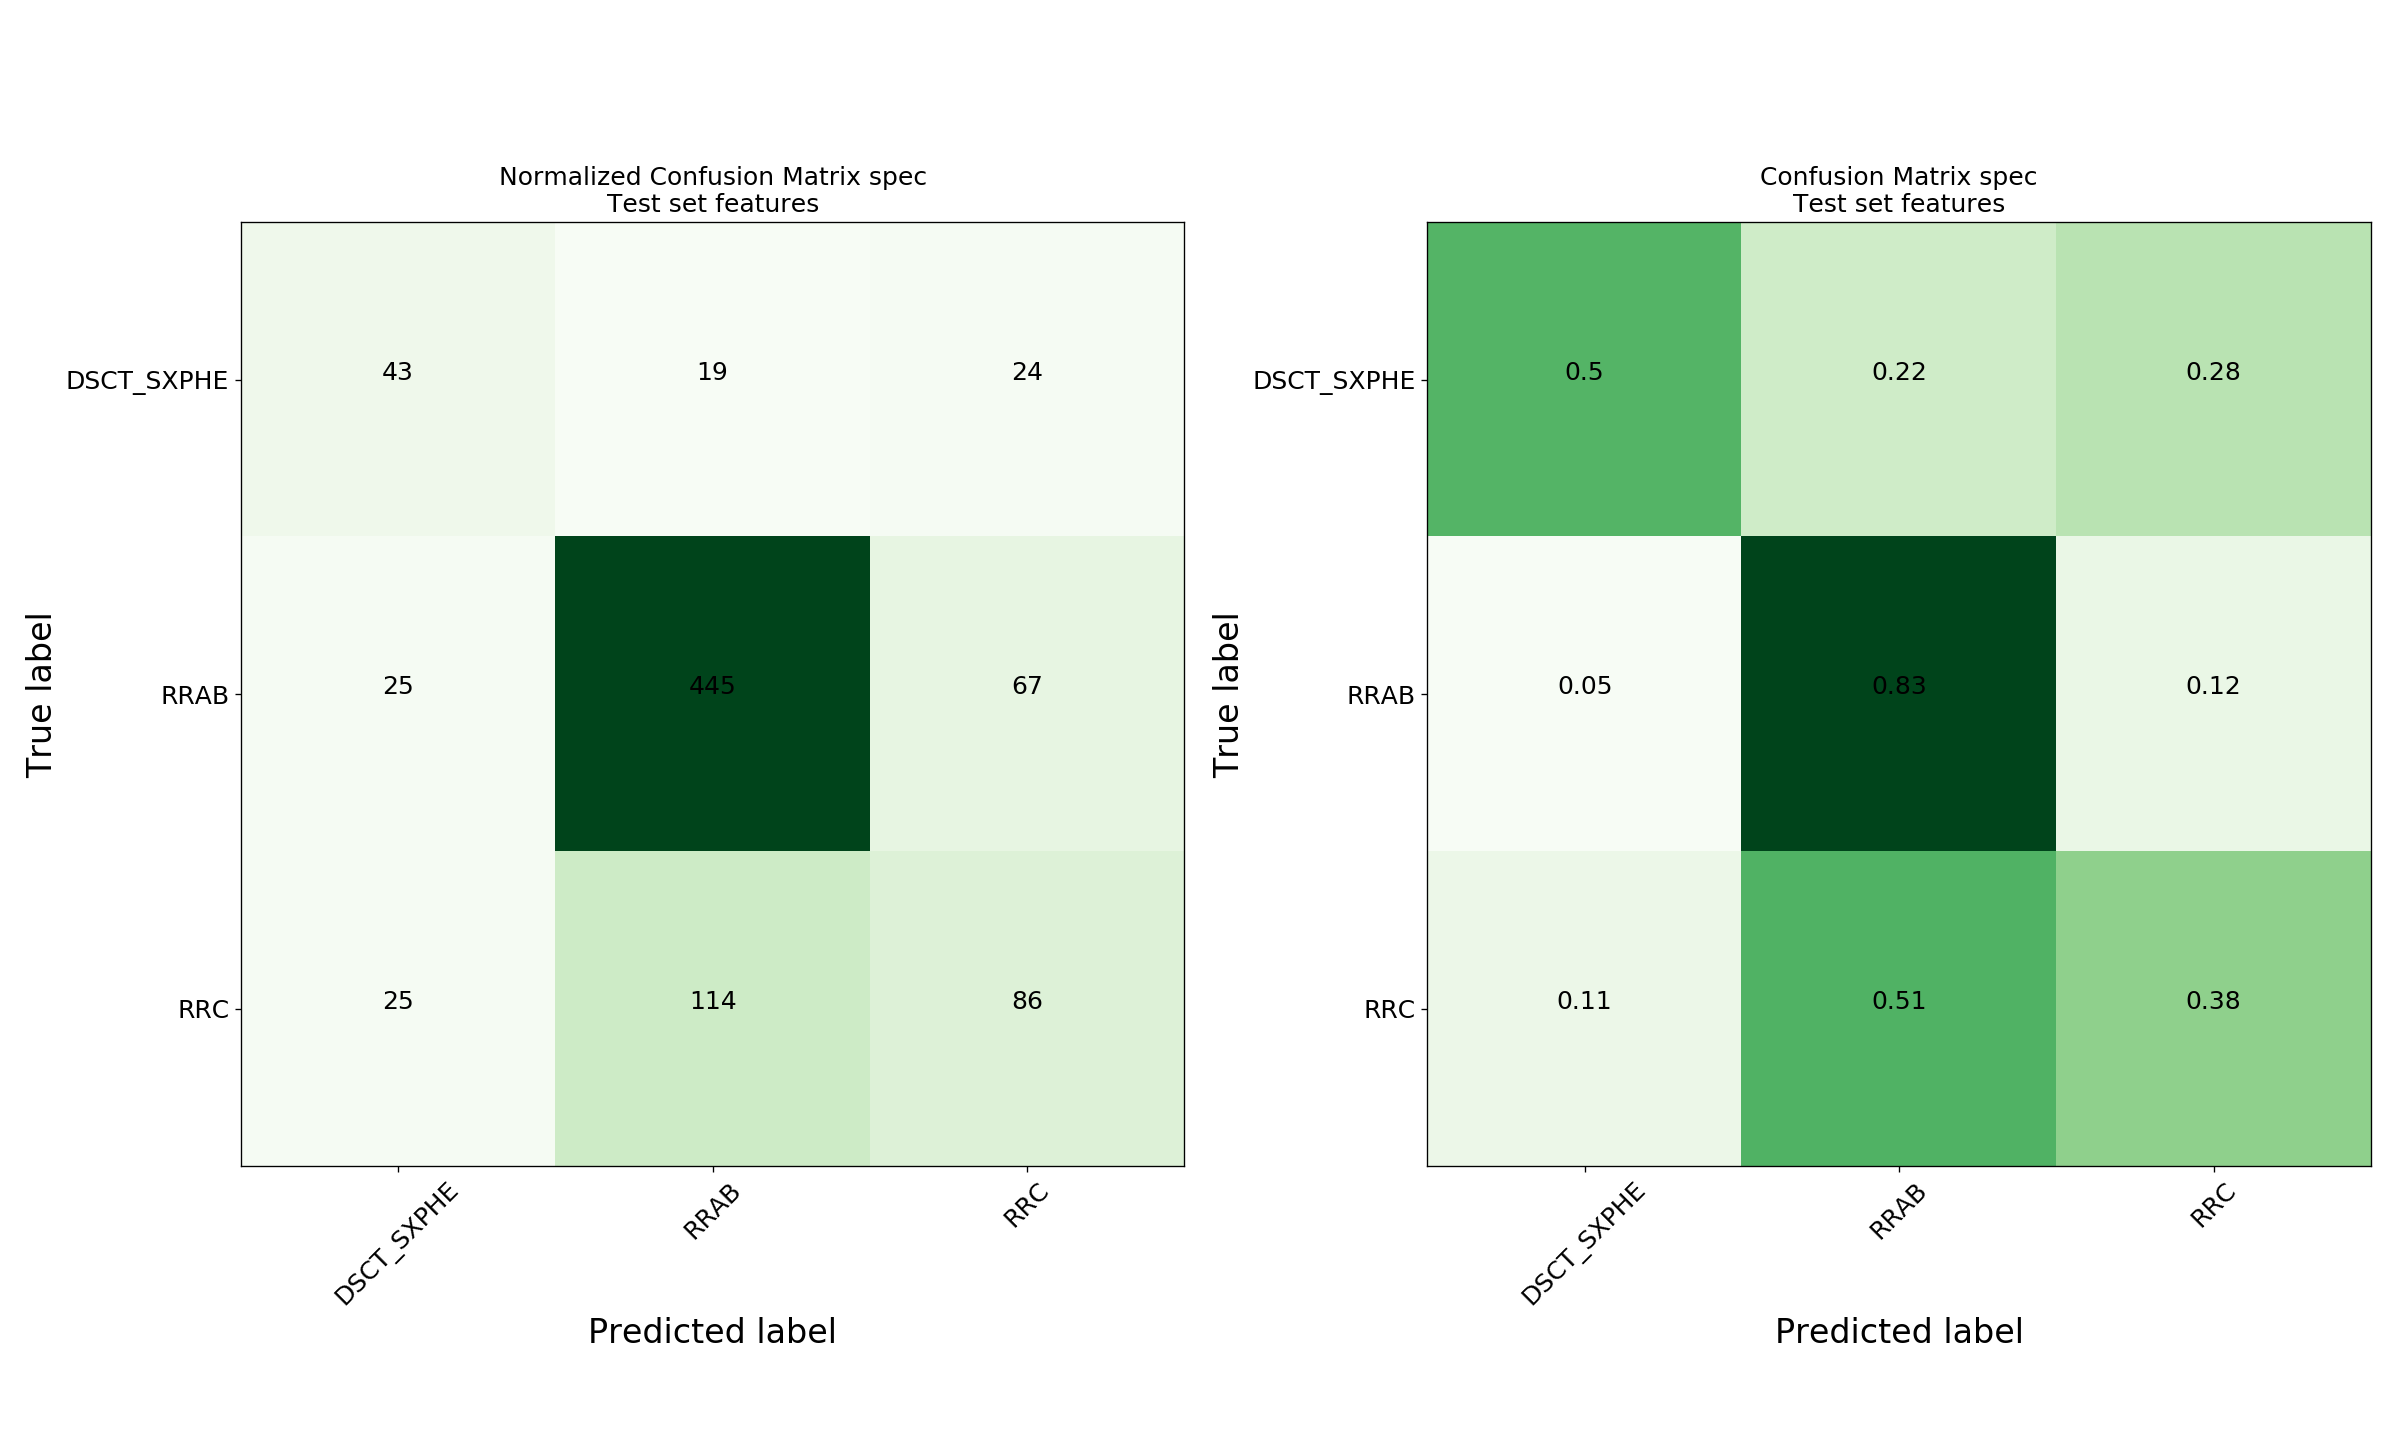 Normalized Confusion Matrix spec
Test set features
True label
DSCT_SXPHE
43
19
24
RRAB
25
445
67
RRC
25
114
86
DSCT_SXPHE
RRAB
RRC
Predicted label
Confusion Matrix spec
Test set features
True label
DSCT_SXPHE
0.5
0.22
0.28
RRAB
0.05
0.83
0.12
RRC
0.11
0.51
0.38
DSCT_SXPHE
RRAB
RRC
Predicted label